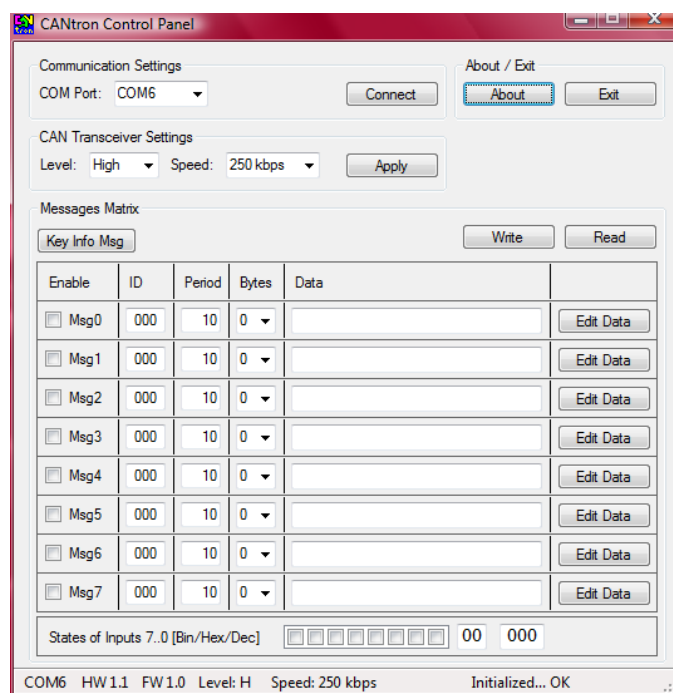 CANtron Control Panel
Communication Settings
COM Port: COM6 Connect
About / Exit
About Exit
CAN Transceiver Settings
Level: High Speed: 250 kbps Apply
Messages Matrix
Key Info Msg Write Read
Enable ID Period Bytes Data
Msg0 000 10 0 Edit Data
Msg1 000 10 0 Edit Data
Msg2 000 10 0 Edit Data
Msg3 000 10 0 Edit Data
Msg4 000 10 0 Edit Data
Msg5 000 10 0 Edit Data
Msg6 000 10 0 Edit Data
Msg7 000 10 0 Edit Data
States of Inputs 7..0 [Bin/Hex/Dec] 00 000
COM6 HW 1.1 FW 1.0 Level: H Speed: 250 kbps Initialized... OK